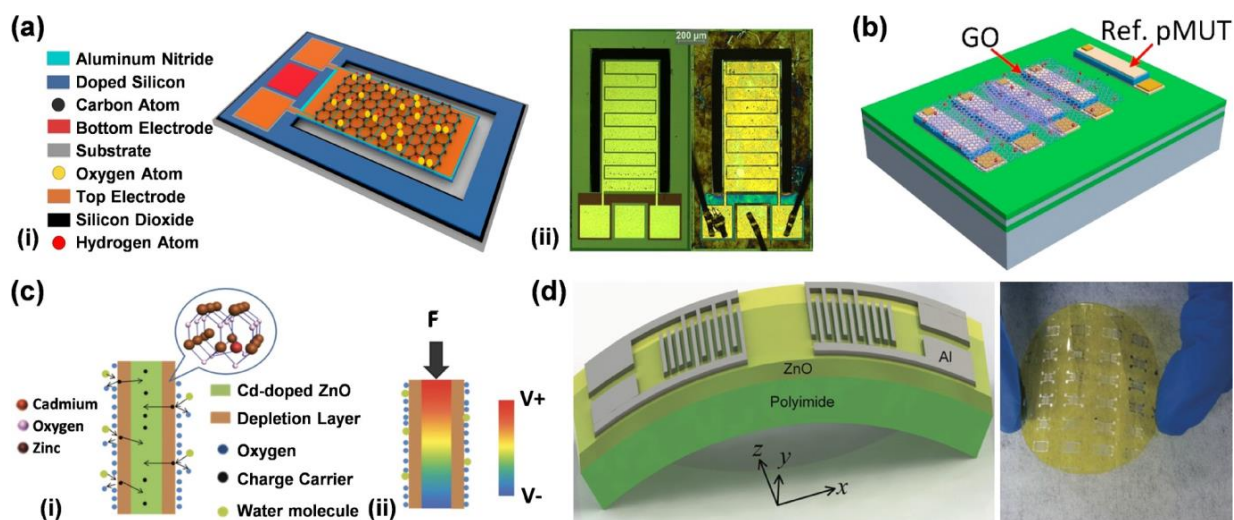 (a)
Aluminum Nitride
Doped Silicon
Carbon Atom
Bottom Electrode
Substrate
Oxygen Atom
Top Electrode
Silicon Dioxide
Hydrogen Atom
(i)
200 µm
(ii)
(b)
GO
Ref. pMUT
(c)
Cadmium
Oxygen
Zinc
Cd-doped ZnO
Depletion Layer
Oxygen
Charge Carrier
Water molecule
(i)
F
V+
V-
(ii)
(d)
Al
ZnO
Polyimide
z
y
x